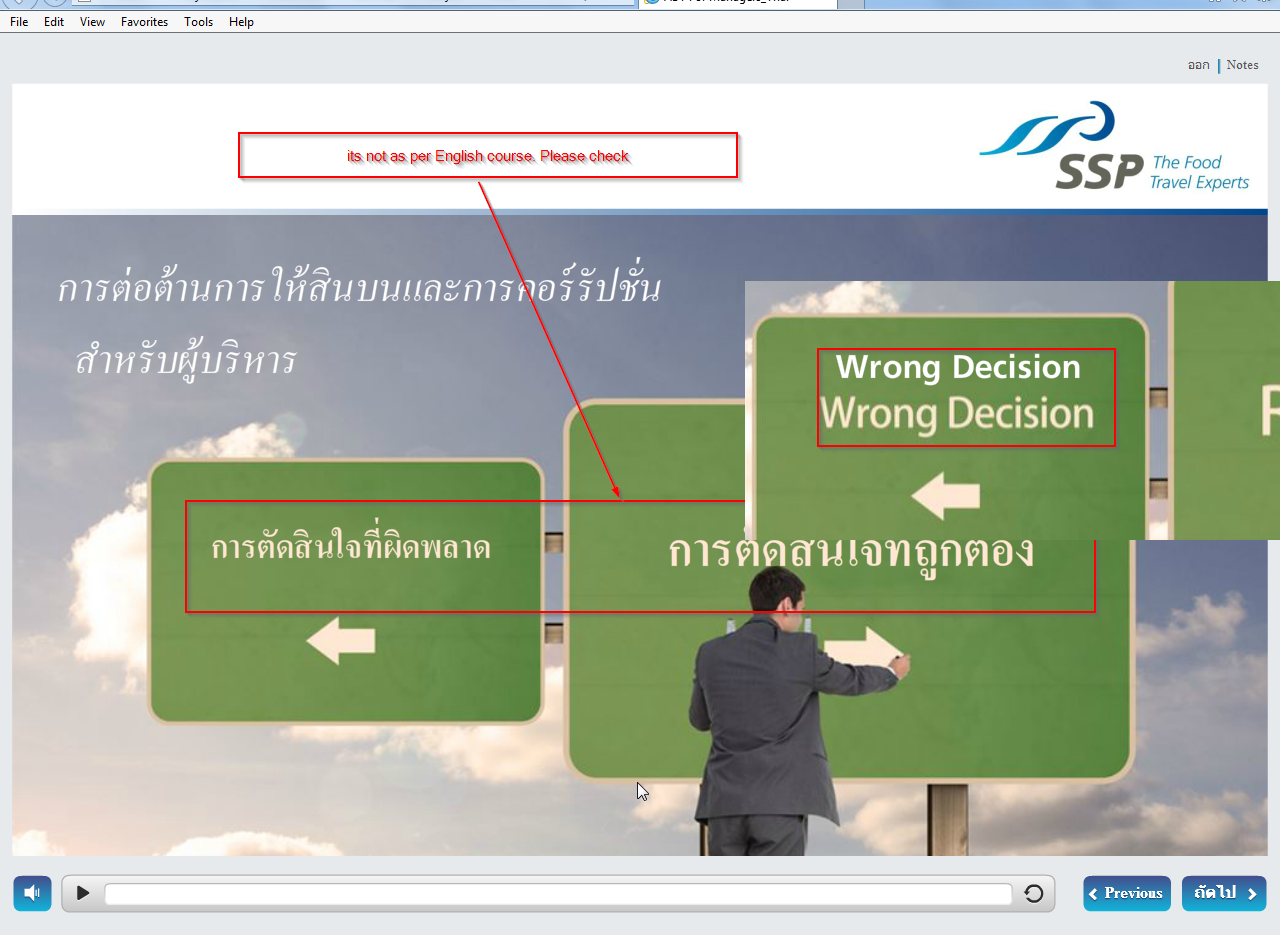 File Edit View Favorites Tools Help
ออก | Notes
its not as per English course. Please check
SSP The Food
Travel Experts
การต่อต้านการให้สินบนและการคอร์รัปชั่น
สำหรับผู้บริหาร
Wrong Decision
Wrong Decision
การตัดสินใจที่ผิดพลาด
การตัดสินใจที่ถูกต้อง
Previous
ถัดไป